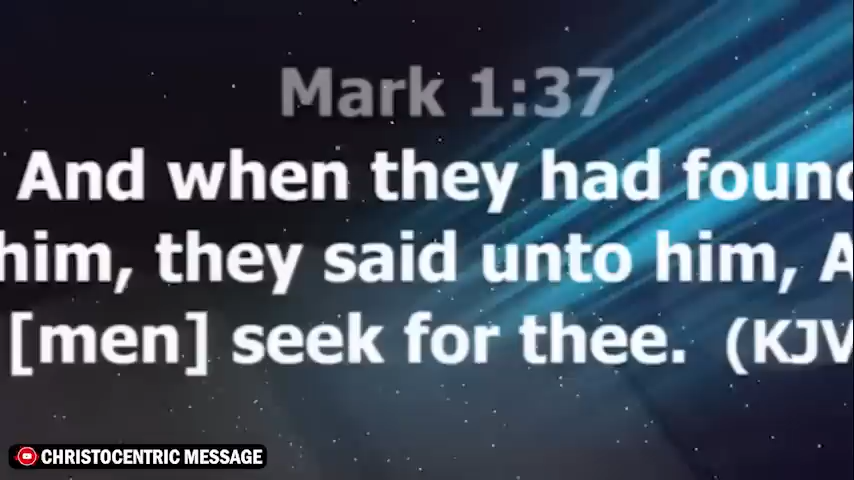 Mark 1:37
And when they had found
him, they said unto him, A
[men] seek for thee. (KJV
CHRISTOCENTRIC MESSAGE